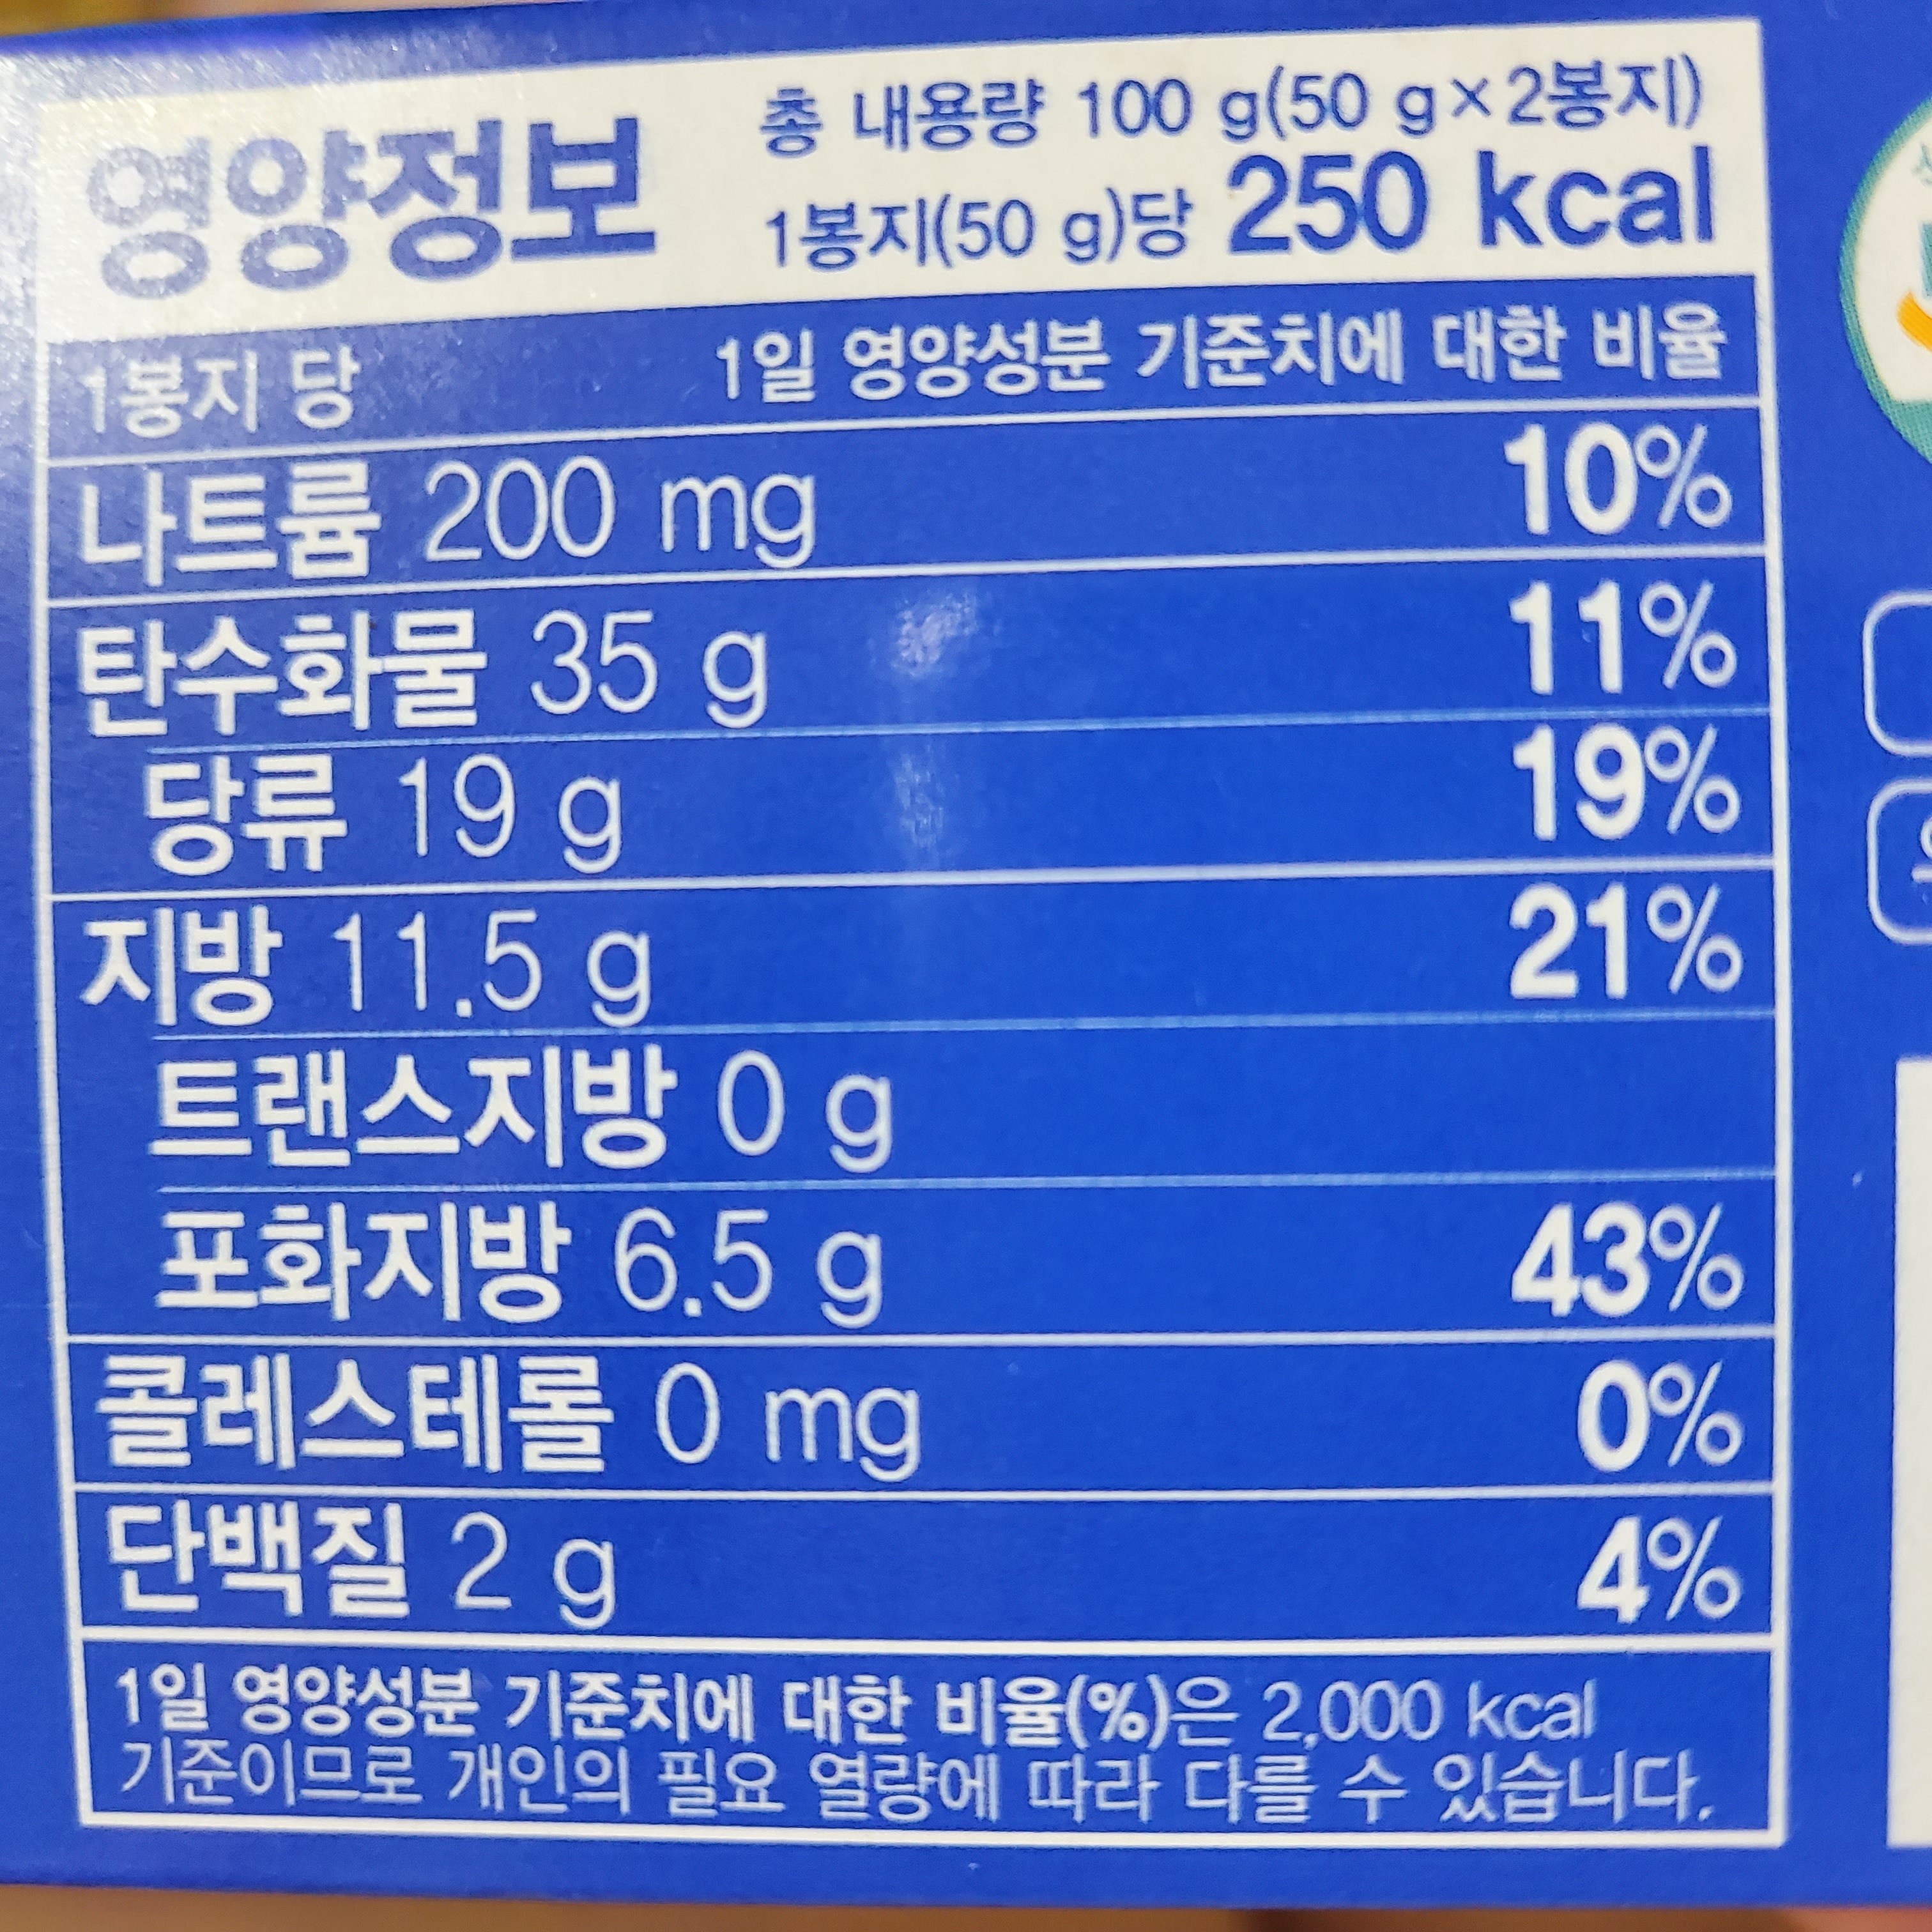 영양정보
총 내용량 100 g(50 g×2봉지)
1봉지(50 g)당 250 kcal
1봉지 당 1일 영양성분 기준치에 대한 비율
나트륨 200 mg 10%
탄수화물 35 g 11%
당류 19 g 19%
지방 11.5 g 21%
트랜스지방 0 g
포화지방 6.5 g 43%
콜레스테롤 0 mg 0%
단백질 2 g 4%
1일 영양성분 기준치에 대한 비율(%)은 2,000 kcal
기준이므로 개인의 필요 열량에 따라 다를 수 있습니다.